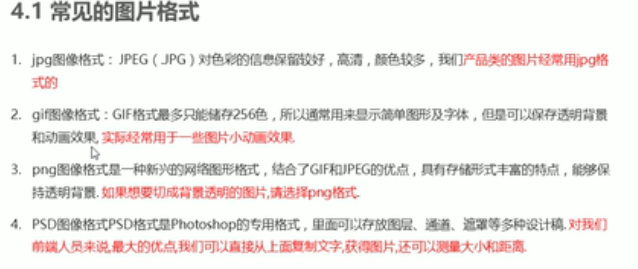 4.1 常见的图片格式
1. jpg图像格式：JPEG（.JPG）对色彩的信息保留较好，高清，颜色较多，我们产品类的图片经常用jpg格
式的
2. gif图像格式：GIF格式最多只能储存256色，所以通常用来显示简单图形及字体，但是可以保存透明背景
和动画效果, 实际经常用于一些图片小动画效果.
3. png图像格式是一种新兴的网络图形格式，结合了GIF和JPEG的优点，具有存储形式丰富的特点，能够保
持透明背景. 如果想要切成背景透明的图片,请选择png格式.
4. PSD图像格式PSD格式是Photoshop的专用格式，里面可以存放图层、通道、遮罩等多种设计稿. 对我们
前端人员来说,最大的优点,我们可以直接从上面复制文字,获得图片,还可以测量大小和距离.